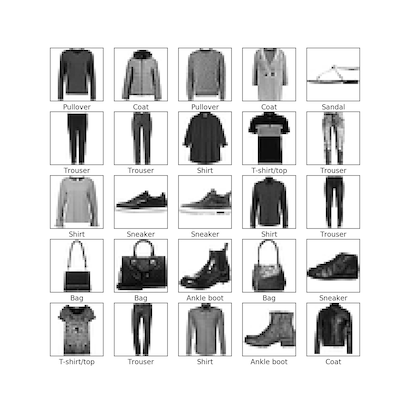 Pullover Coat Pullover Coat Sandal
Trouser Trouser Shirt T-shirt/top Trouser
Shirt Sneaker Sneaker Shirt Trouser
Bag Bag Ankle boot Bag Sneaker
T-shirt/top Trouser Shirt Ankle boot Coat